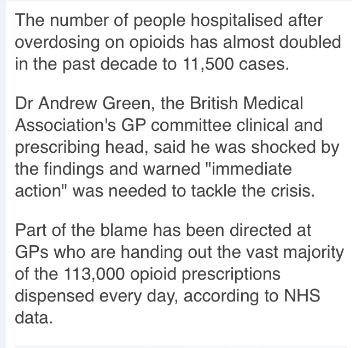 The number of people hospitalised after
overdosing on opioids has almost doubled
in the past decade to 11,500 cases.
Dr Andrew Green, the British Medical
Association's GP committee clinical and
prescribing head, said he was shocked by
the findings and warned "immediate
action" was needed to tackle the crisis.
Part of the blame has been directed at
GPs who are handing out the vast majority
of the 113,000 opioid prescriptions
dispensed every day, according to NHS
data.